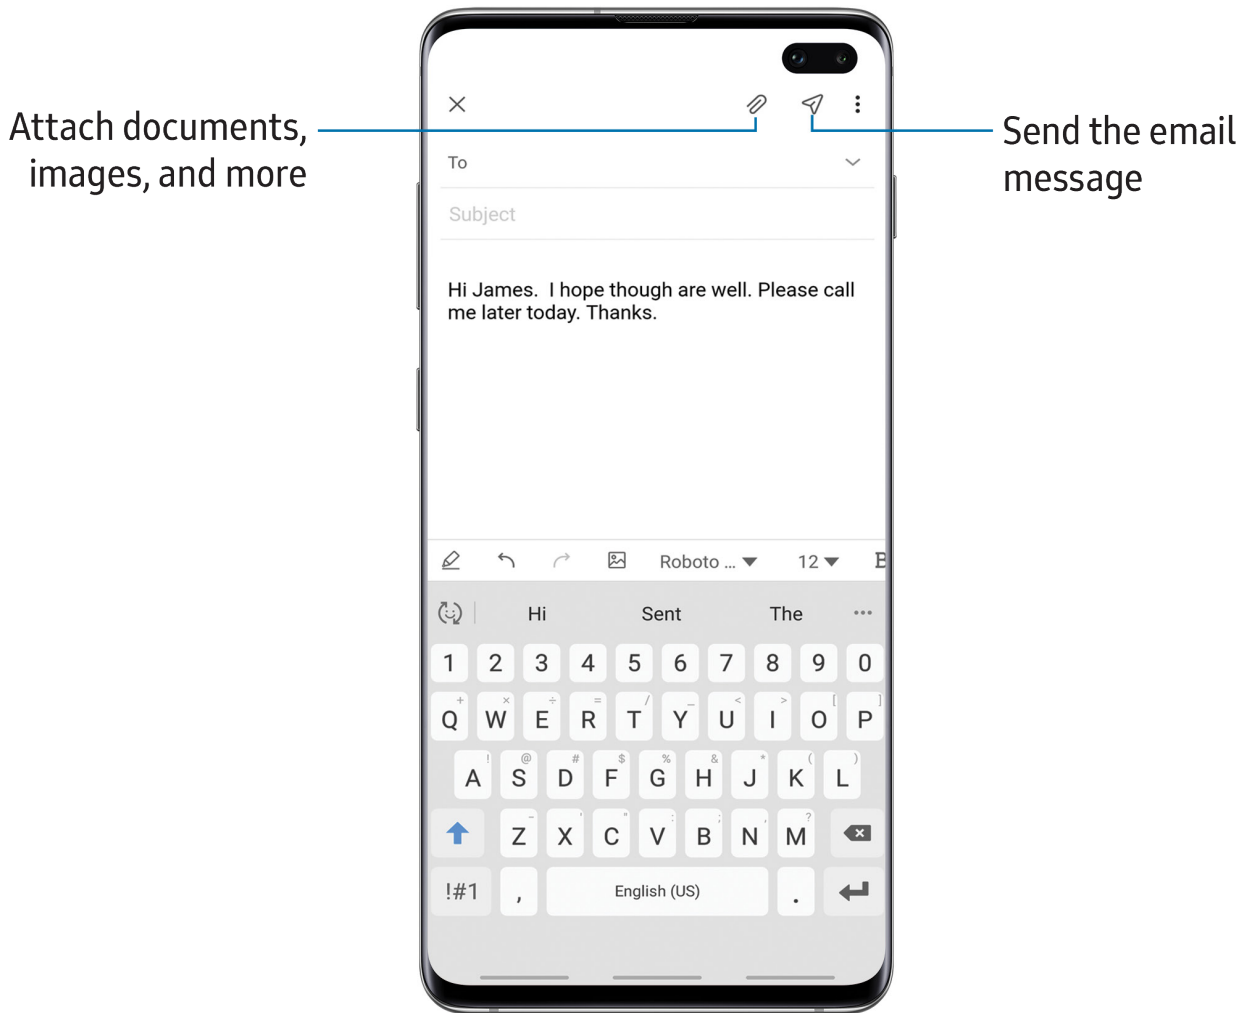 Attach documents,
images, and more
Send the email
message
To
Subject
Hi James.  I hope though are well. Please call
me later today. Thanks.
Roboto ... 12 B
Hi Sent The
1 2 3 4 5 6 7 8 9 0
+ × ÷ = / _ < > [ ]
Q W E R T Y U I O P
! @ # $ % & * ( )
A S D F G H J K L
- ' " : ; , ?
Z X C V B N M
!#1 , English (US) .